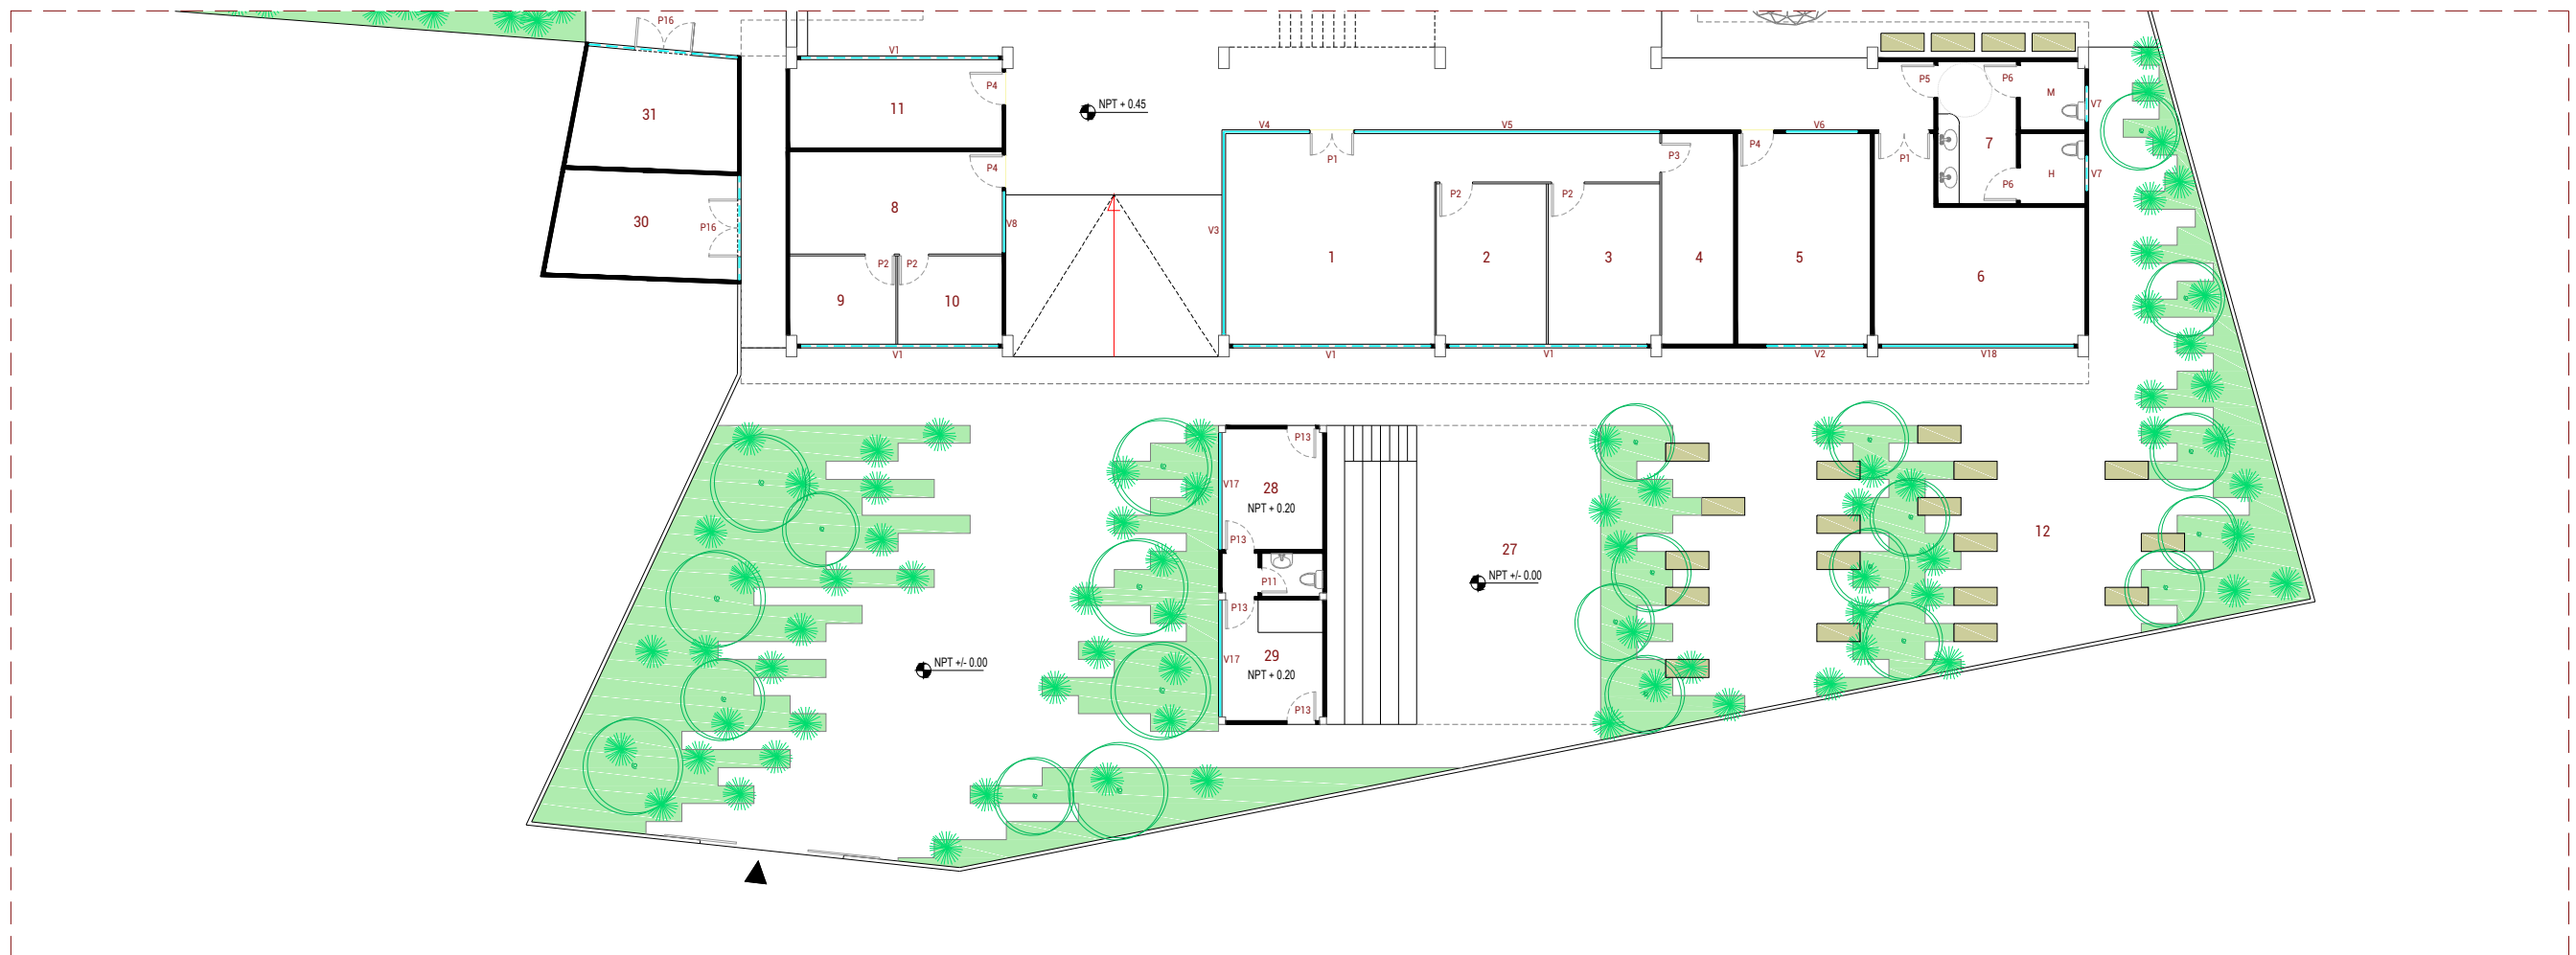 P16
V1
31
11
P4
NPT + 0.45
P5
P6
M
V7
V4
V5
V6
P1
P3
P4
P1
7
P4
P6
H
V7
30
P16
8
V8
V3
P2
P2
P2
P2
9
10
1
2
3
4
5
6
V1
V1
V1
V2
V18
P13
V17
28
NPT + 0.20
P13
P11
27
NPT +/- 0.00
12
P13
V17
29
NPT + 0.20
P13
NPT +/- 0.00